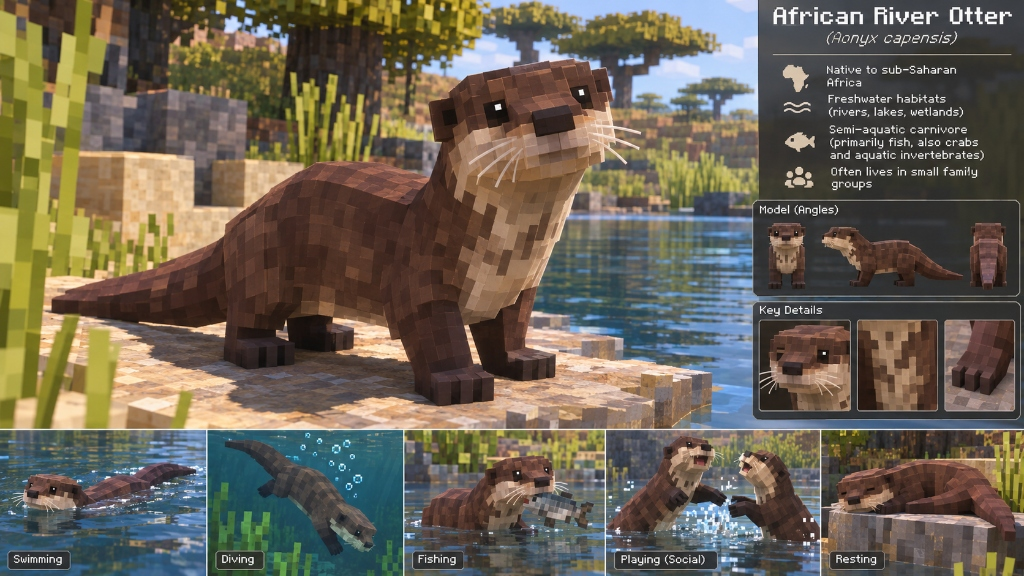 African River Otter
(Aonyx capensis)
Native to sub-Saharan
Africa
Freshwater habitats
(rivers, lakes, wetlands)
Semi-aquatic carnivore
(primarily fish, also crabs
and aquatic invertebrates)
Often lives in small family
groups
Model (Angles)
Key Details
Swimming
Diving
Fishing
Playing (Social)
Resting